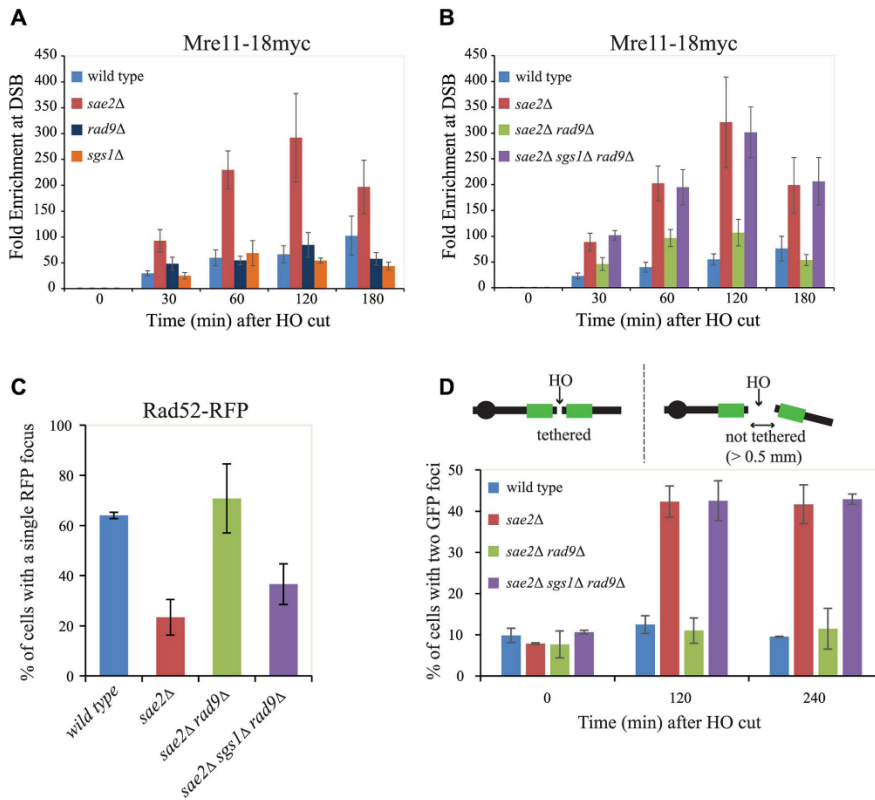 A
Mre11-18myc
Fold Enrichment at DSB
450
400
350
300
250
200
150
100
50
0
wild type
sae2Δ
rad9Δ
sgs1Δ
0 30 60 120 180
Time (min) after HO cut
B
Mre11-18myc
Fold Enrichment at DSB
450
400
350
300
250
200
150
100
50
0
wild type
sae2Δ
sae2Δ rad9Δ
sae2Δ sgs1Δ rad9Δ
0 30 60 120 180
Time (min) after HO cut
C
Rad52-RFP
% of cells with a single RFP focus
100
80
60
40
20
0
wild type
sae2Δ
sae2Δ rad9Δ
sae2Δ sgs1Δ rad9Δ
D
HO
tethered
HO
not tethered
(> 0.5 mm)
% of cells with two GFP foci
50
40
30
20
10
0
wild type
sae2Δ
sae2Δ rad9Δ
sae2Δ sgs1Δ rad9Δ
0 120 240
Time (min) after HO cut